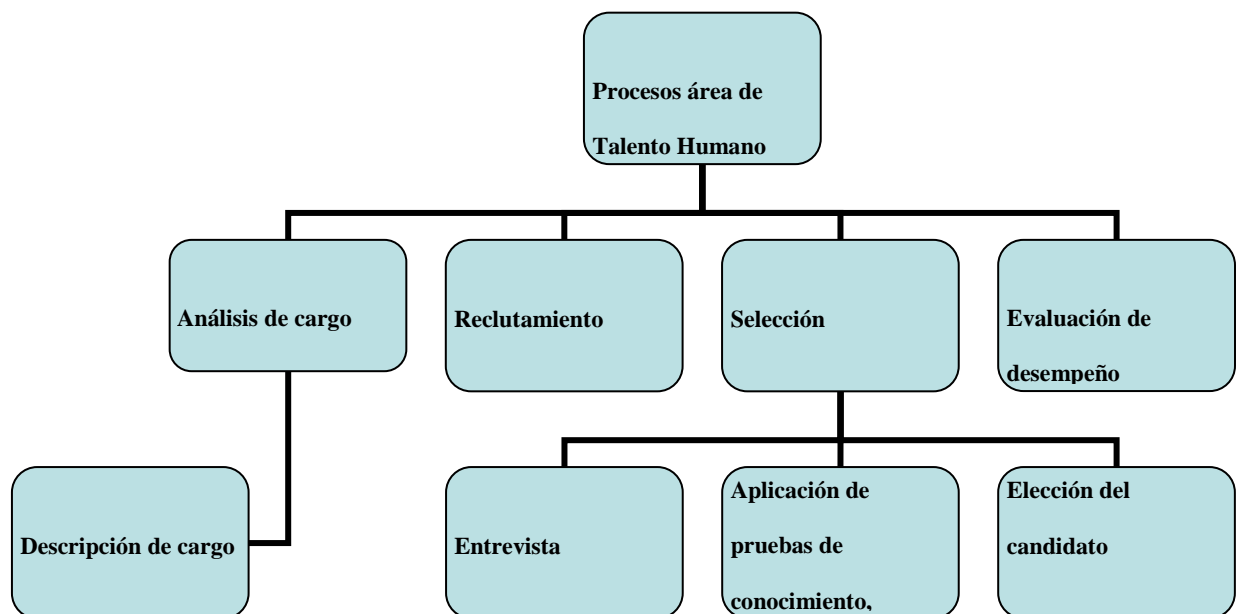 Procesos área de
Talento Humano
Análisis de cargo
Reclutamiento
Selección
Evaluación de
desempeño
Descripción de cargo
Entrevista
Aplicación de
pruebas de
conocimiento,
Elección del
candidato